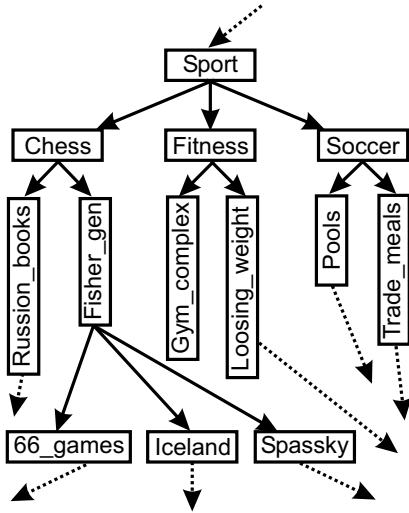 Sport
Chess
Fitness
Soccer
Russion_books
Fisher_gen
Gym_complex
Loosing_weight
Pools
Trade_meals
66_games
Iceland
Spassky